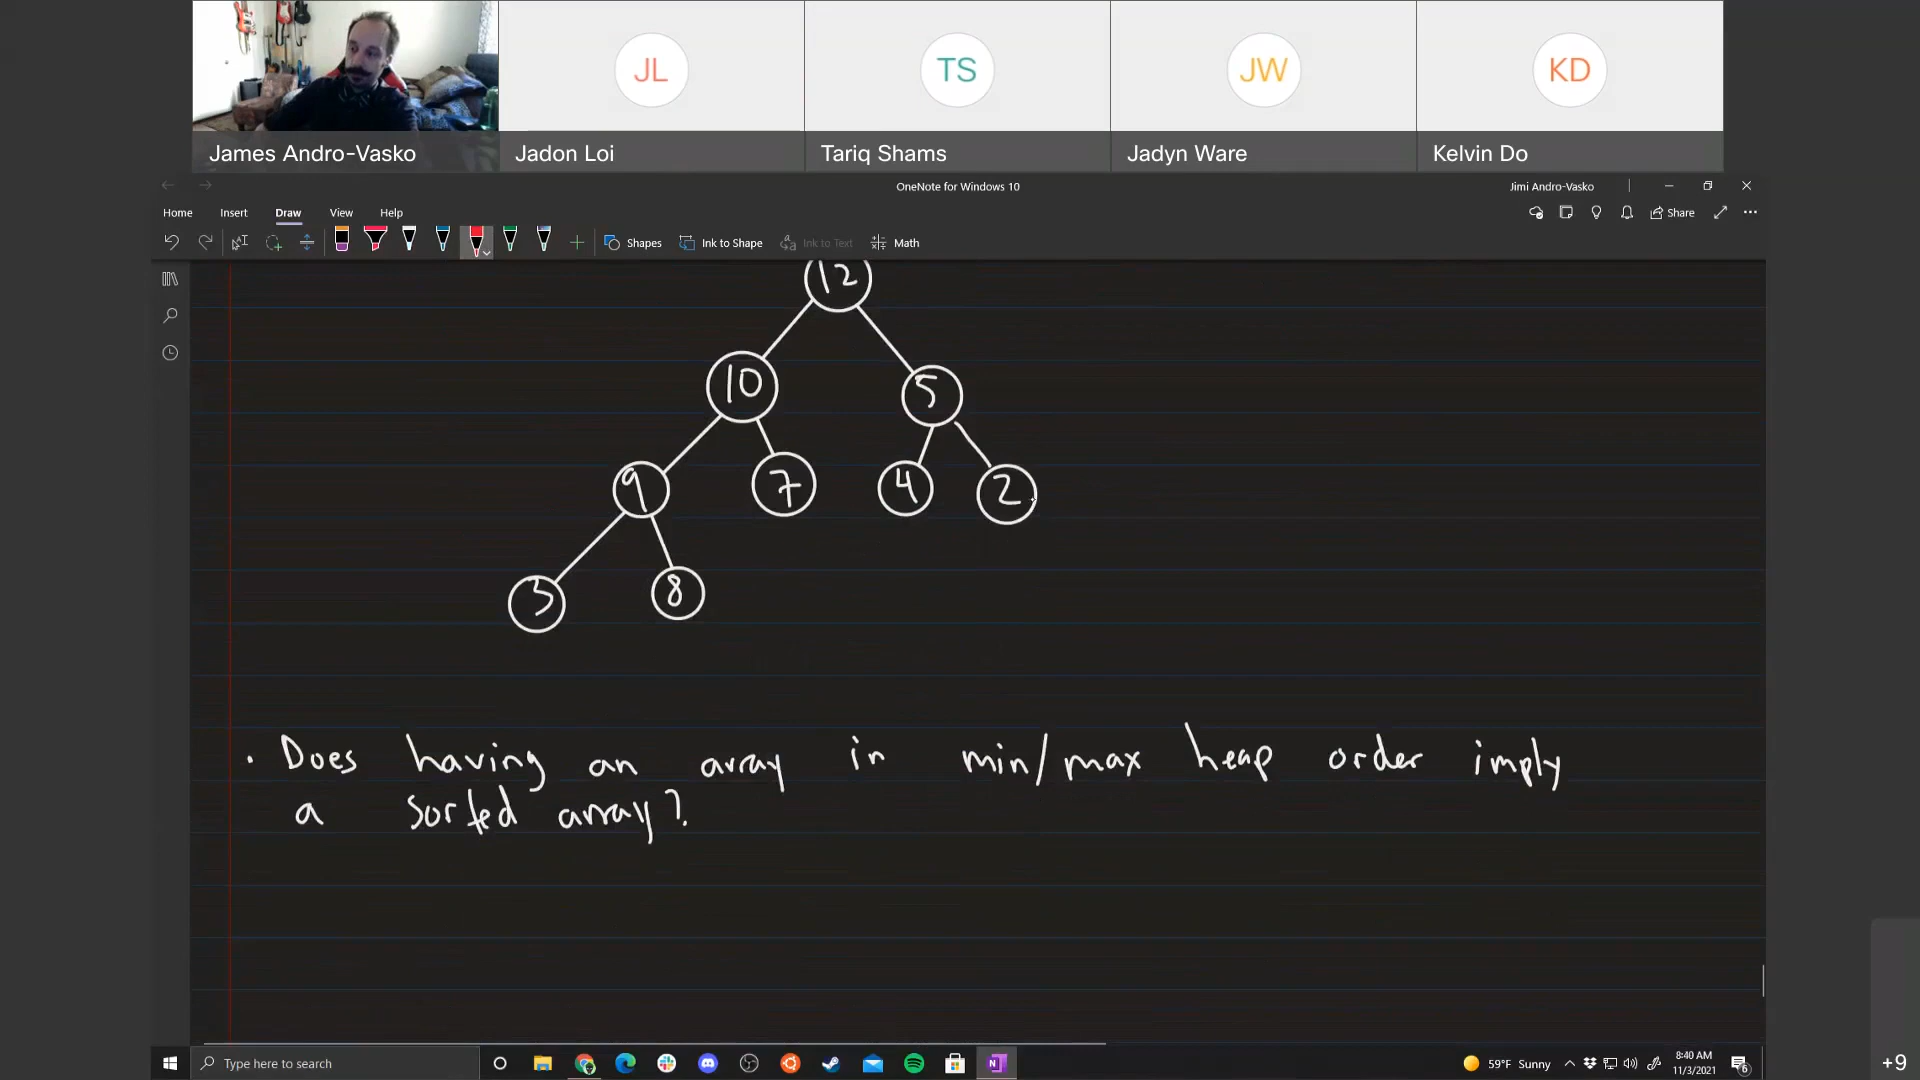 JL
TS
JW
KD
James Andro-Vasko
Jadon Loi
Tariq Shams
Jadyn Ware
Kelvin Do
OneNote for Windows 10
Jimi Andro-Vasko
Home Insert Draw View Help
Share
Shapes Ink to Shape Ink to Text Math
12
10 5
9 7 4 2
3 8
. Does having an array in min/max heap order imply
a sorted array?
Type here to search
59°F Sunny
8:40 AM
11/3/2021
6
+9